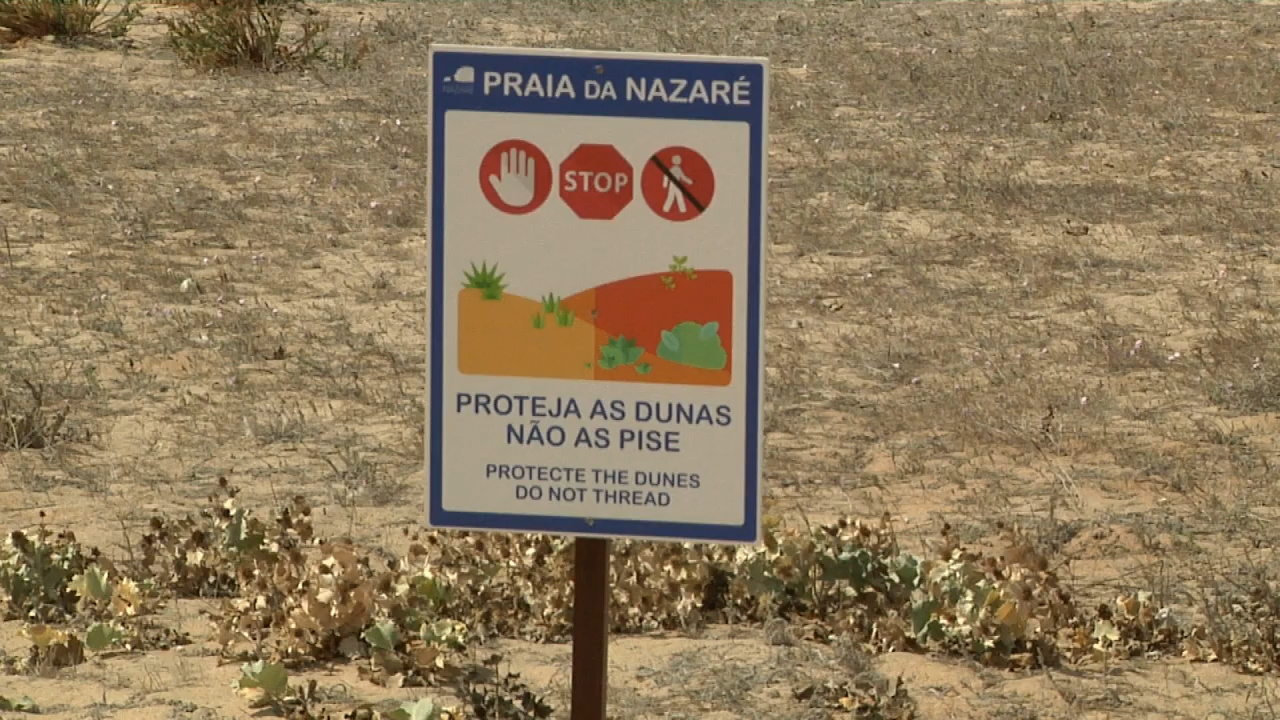 PRAIA DA NAZARÉ
STOP
PROTEJA AS DUNAS
NÃO AS PISE
PROTECTE THE DUNES
DO NOT THREAD